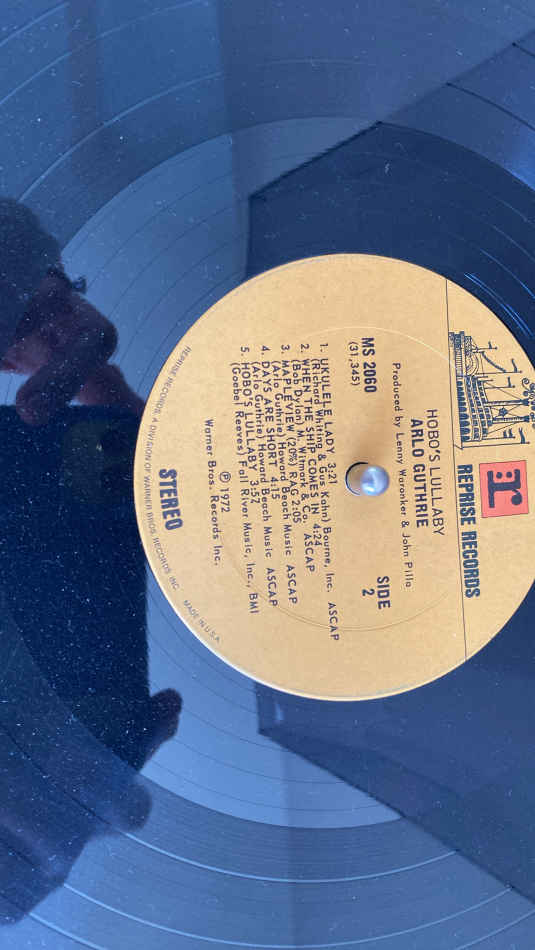 r
REPRISE RECORDS
HOBO'S LULLABY
ARLO GUTHRIE
Produced by Lenny Waronker & John Pilla
MS 2060
(31,345)
SIDE
2
1. UKULELE LADY 3:21
(Richard Whiting & Gus Kahn) Bourne, Inc. ASCAP
2. WHEN THE SHIP COMES IN 4:24
(Bob Dylan) M. Witmark & Co. ASCAP
3. MAPLEVIEW (20%) RAG 2:05
(Arlo Guthrie) Howard Beach Music ASCAP
4. DAYS ARE SHORT 4:15
(Arlo Guthrie) Howard Beach Music ASCAP
5. HOBO'S LULLABY 3:52
(Goebel Reeves) Fall River Music, Inc., BMI
Ⓟ 1972
Warner Bros. Records Inc.
STEREO
REPRISE RECORDS, A DIVISION OF WARNER BROS. RECORDS INC. MADE IN U.S.A.